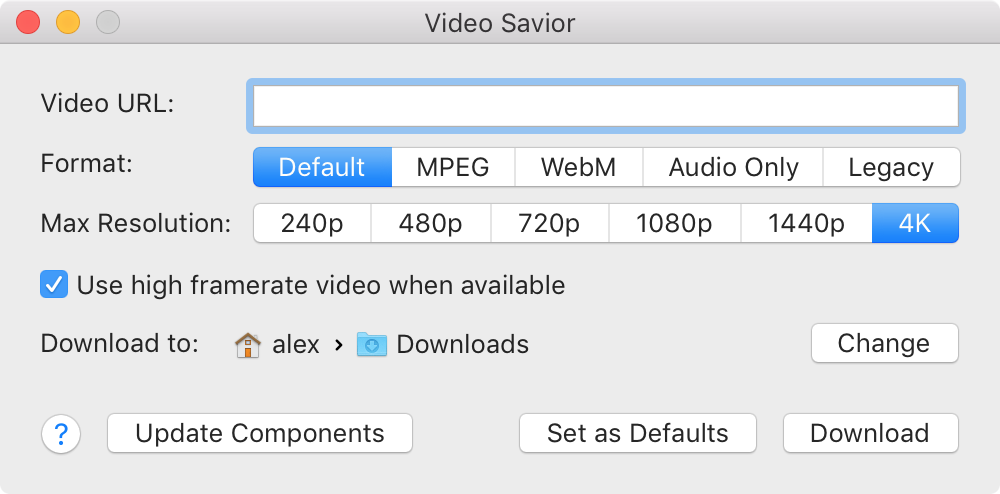 Video Savior
Video URL:
Format: Default MPEG WebM Audio Only Legacy
Max Resolution: 240p 480p 720p 1080p 1440p 4K
Use high framerate video when available
Download to: alex › Downloads Change
? Update Components Set as Defaults Download